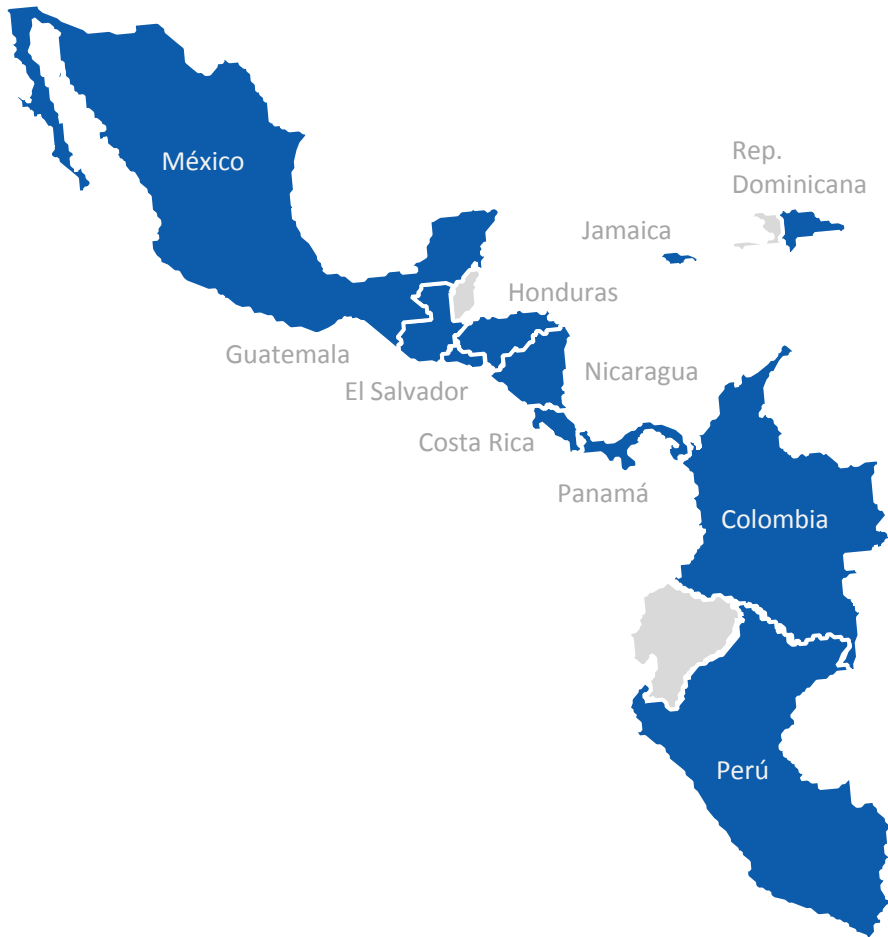 México
Rep.
Dominicana
Jamaica
Honduras
Guatemala
El Salvador
Nicaragua
Costa Rica
Panamá
Colombia
Perú